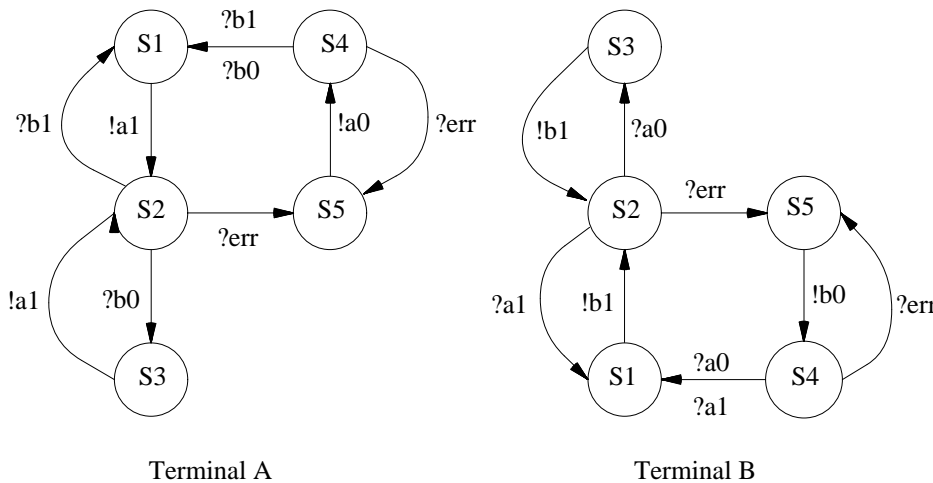 ?b1
S1
S4
S3
?b0
?b1
!a1
!a0
?err
!b1
?a0
S2
S5
S2
?err
S5
?err
!a1
?b0
?a1
!b1
!b0
?err
S3
S1
?a0
S4
?a1
Terminal A
Terminal B